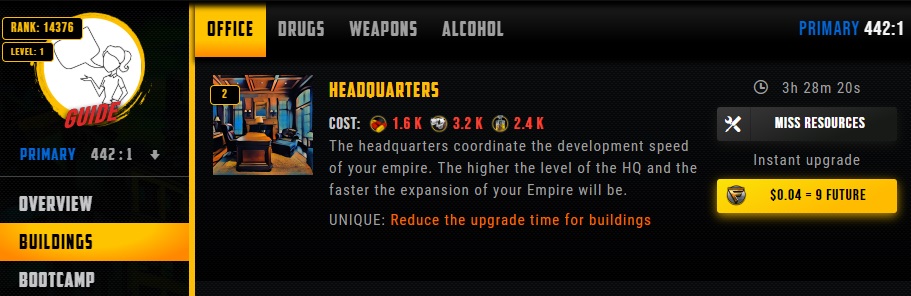 RANK: 14376
LEVEL: 1
GUIDE
PRIMARY 442:1
OVERVIEW
BUILDINGS
BOOTCAMP
OFFICE DRUGS WEAPONS ALCOHOL
PRIMARY 442:1
2
HEADQUARTERS
COST: 1.6 K 3.2 K 2.4 K
The headquarters coordinate the development speed
of your empire. The higher the level of the HQ and the
faster the expansion of your Empire will be.
UNIQUE: Reduce the upgrade time for buildings
3h 28m 20s
MISS RESOURCES
Instant upgrade
$0.04 = 9 FUTURE